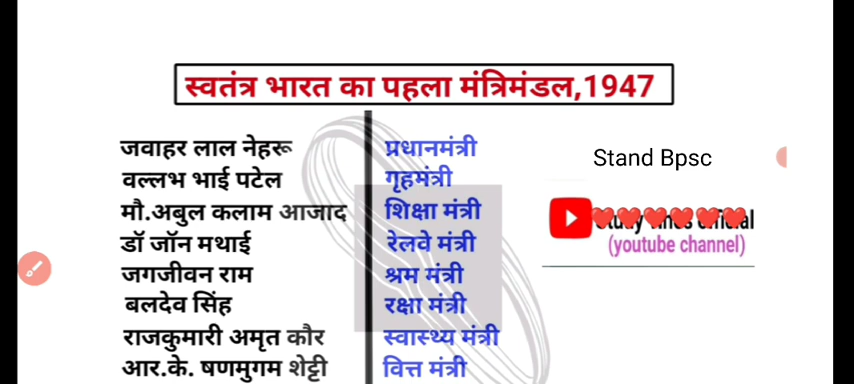 स्वतंत्र भारत का पहला मंत्रिमंडल,1947
जवाहर लाल नेहरू प्रधानमंत्री
वल्लभ भाई पटेल गृहमंत्री
मौ.अबुल कलाम आजाद शिक्षा मंत्री
डॉ जॉन मथाई रेलवे मंत्री
जगजीवन राम श्रम मंत्री
बलदेव सिंह रक्षा मंत्री
राजकुमारी अमृत कौर स्वास्थ्य मंत्री
आर.के. षणमुगम शेट्टी वित्त मंत्री
Stand Bpsc
(youtube channel)